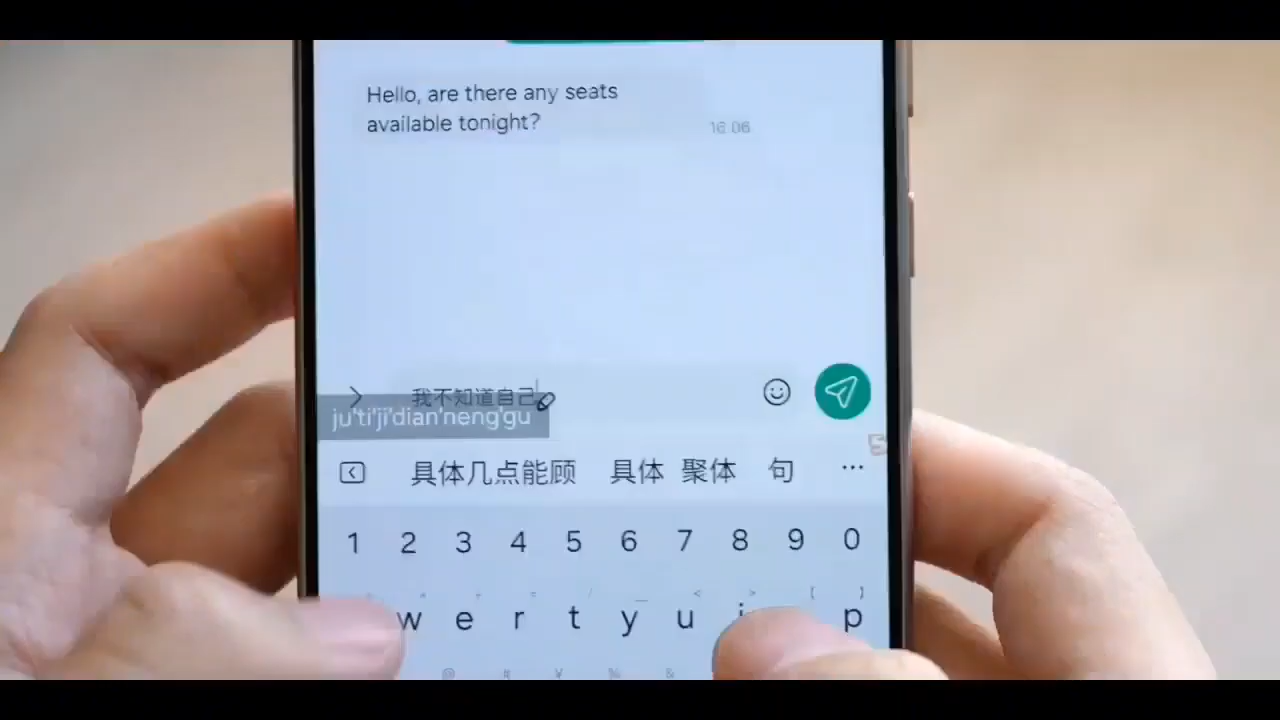 Hello, are there any seats
available tonight?
16:06
我不知道自己
ju'ti'ji'dian'neng'gu
具体几点能顾 具体 聚体 句 ...
1 2 3 4 5 6 7 8 9 0
w e r t y u i p